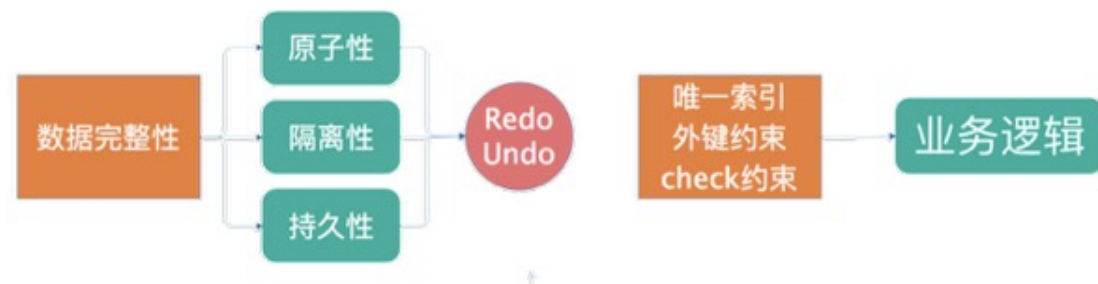 数据完整性
原子性
隔离性
持久性
Redo
Undo
唯一索引
外键约束
check约束
业务逻辑